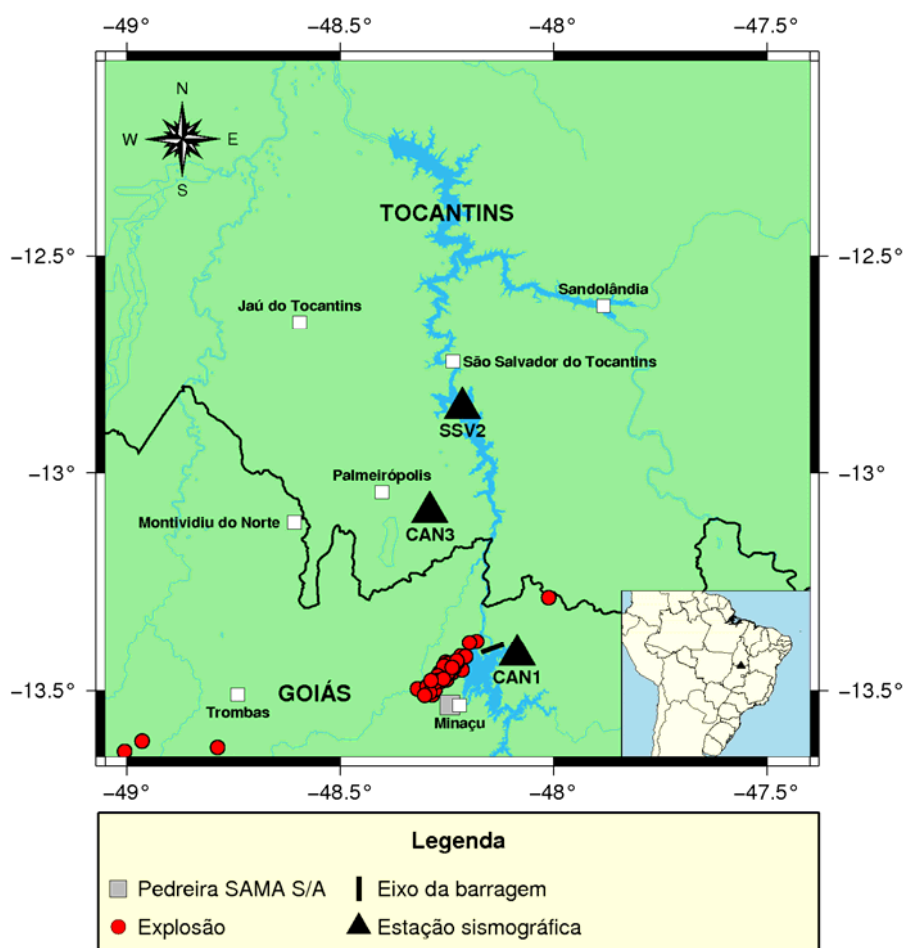 −49° −48.5° −48° −47.5°
N
W E
S
TOCANTINS
−12.5° −12.5°
Sandolândia
Jaú do Tocantins
São Salvador do Tocantins
SSV2
−13° −13°
Palmeirópolis
Montividiu do Norte
CAN3
CAN1
−13.5° −13.5°
GOIÁS
Trombas
Minaçu
−49° −48.5° −48° −47.5°
Legenda
Pedreira SAMA S/A Eixo da barragem
Explosão Estação sismográfica